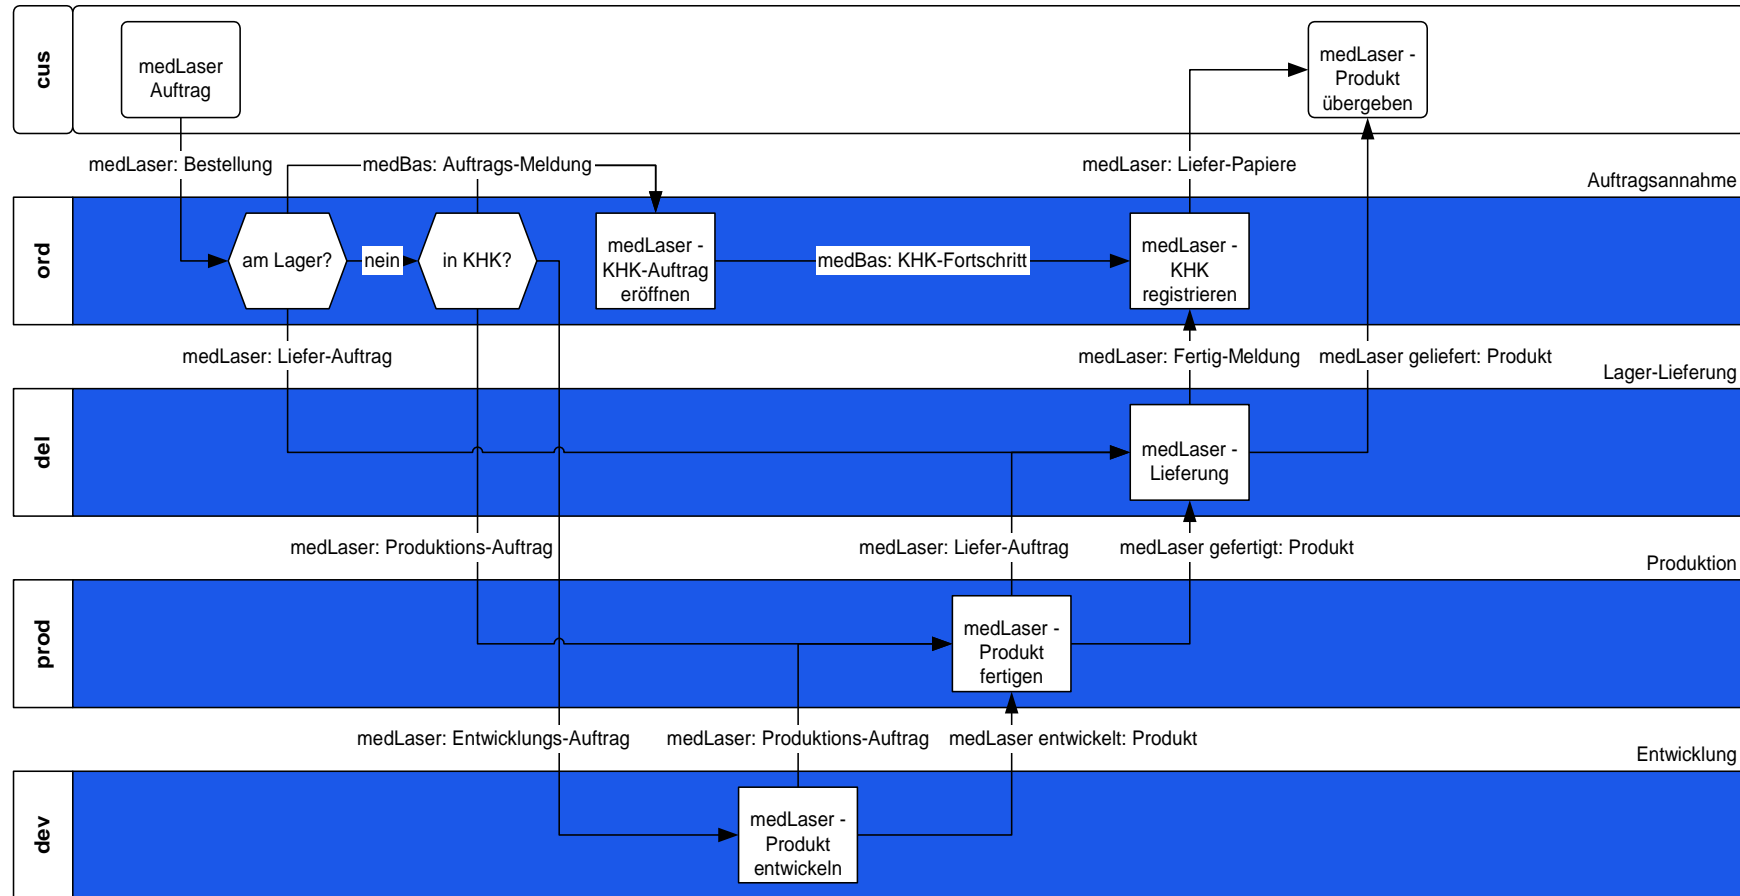 cus
medLaser
Auftrag
medLaser -
Produkt
übergeben
medLaser: Bestellung
medBas: Auftrags-Meldung
medLaser: Liefer-Papiere
Auftragsannahme
ord
am Lager?
nein
in KHK?
medLaser -
KHK-Auftrag
eröffnen
medBas: KHK-Fortschritt
medLaser -
KHK
registrieren
medLaser: Liefer-Auftrag
medLaser: Fertig-Meldung
medLaser geliefert: Produkt
Lager-Lieferung
del
medLaser -
Lieferung
medLaser: Produktions-Auftrag
medLaser: Liefer-Auftrag
medLaser gefertigt: Produkt
Produktion
prod
medLaser -
Produkt
fertigen
medLaser: Entwicklungs-Auftrag
medLaser: Produktions-Auftrag
medLaser entwickelt: Produkt
Entwicklung
dev
medLaser -
Produkt
entwickeln